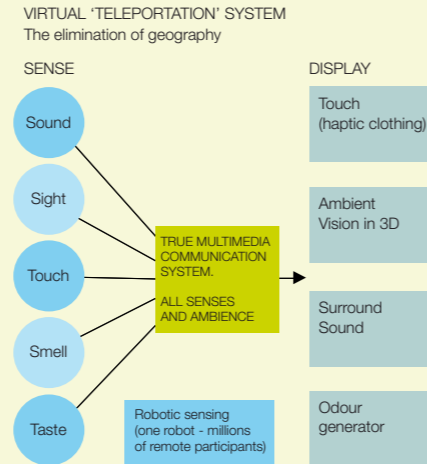 VIRTUAL ‘TELEPORTATION’ SYSTEM
The elimination of geography
SENSE
Sound
Sight
Touch
Smell
Taste
TRUE MULTIMEDIA
COMMUNICATION
SYSTEM.
ALL SENSES
AND AMBIENCE
Robotic sensing
(one robot - millions
of remote participants)
DISPLAY
Touch
(haptic clothing)
Ambient
Vision in 3D
Surround
Sound
Odour
generator